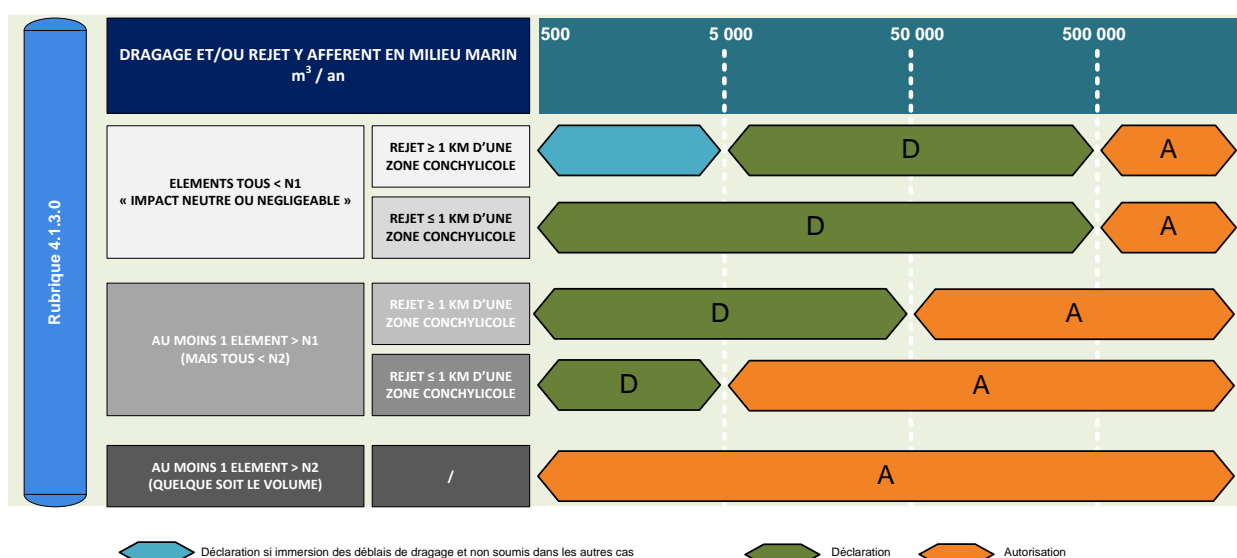 Rubrique 4.1.3.0
DRAGAGE ET/OU REJET Y AFFERENT EN MILIEU MARIN
m³ / an
500
5 000
50 000
500 000
ELEMENTS TOUS < N1
« IMPACT NEUTRE OU NEGLIGEABLE »
REJET ≥ 1 KM D’UNE
ZONE CONCHYLICOLE
D
A
REJET ≤ 1 KM D’UNE
ZONE CONCHYLICOLE
D
A
AU MOINS 1 ELEMENT > N1
(MAIS TOUS < N2)
REJET ≥ 1 KM D’UNE
ZONE CONCHYLICOLE
D
A
REJET ≤ 1 KM D’UNE
ZONE CONCHYLICOLE
D
A
AU MOINS 1 ELEMENT > N2
(QUELQUE SOIT LE VOLUME)
/
A
Déclaration si immersion des déblais de dragage et non soumis dans les autres cas
Déclaration
Autorisation